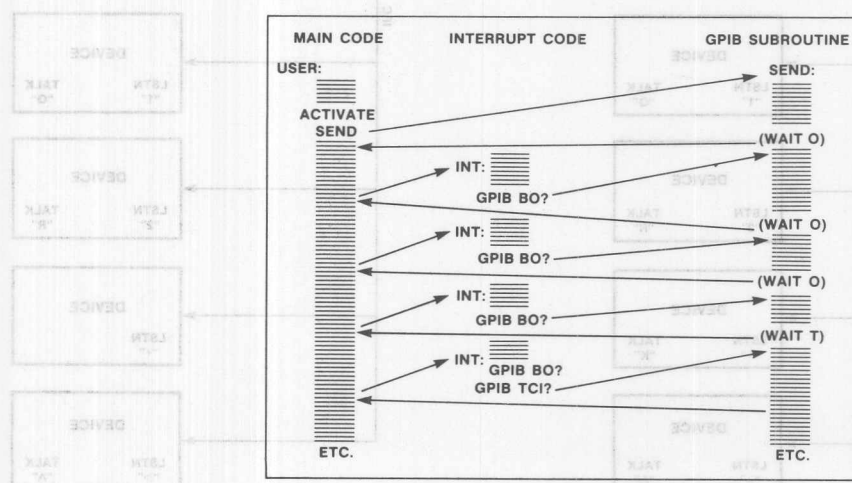 MAIN CODE INTERRUPT CODE GPIB SUBROUTINE
USER: SEND:
ACTIVATE
SEND
(WAIT O)
INT:
GPIB BO?
(WAIT O)
INT:
GPIB BO?
(WAIT O)
INT:
GPIB BO?
(WAIT T)
INT:
GPIB BO?
GPIB TCI?
ETC. ETC.